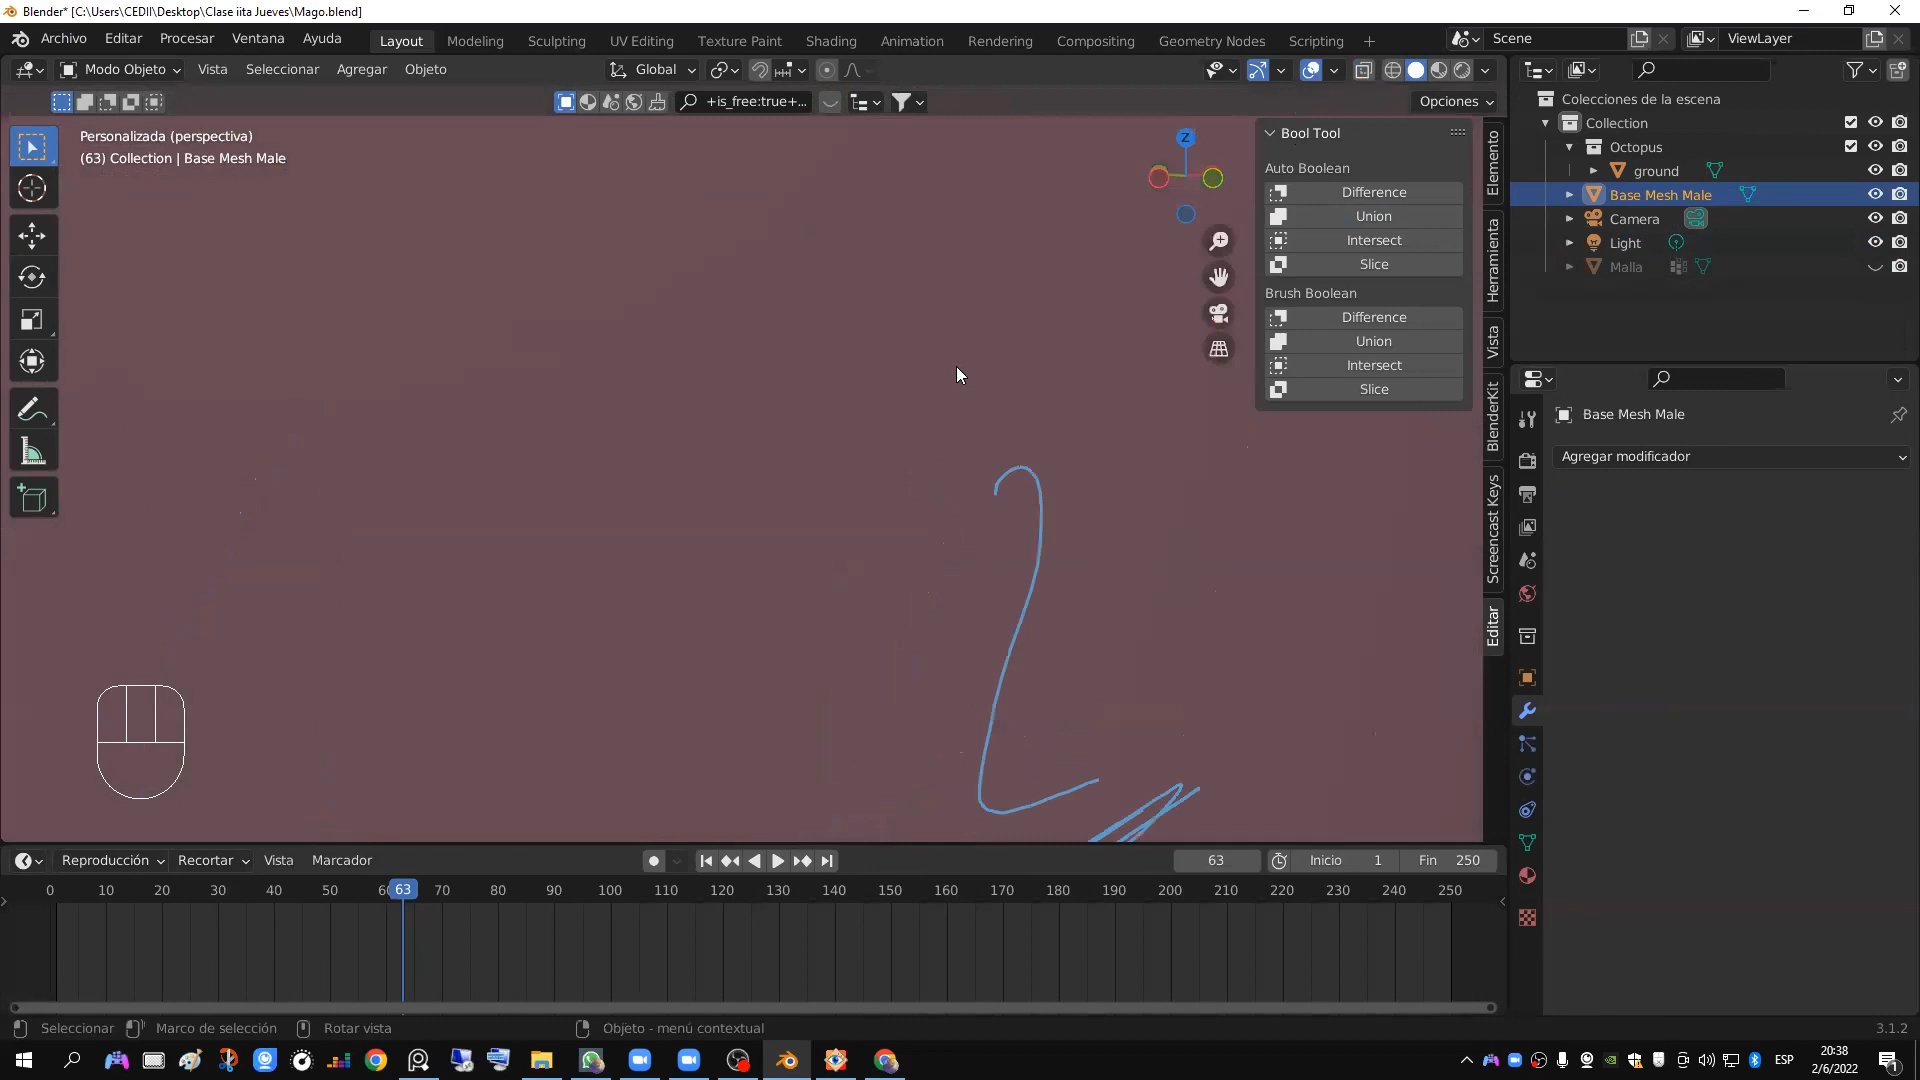 Blender* [C:\Users\CEDII\Desktop\Clase iita Jueves\Mago.blend]
Archivo Editar Procesar Ventana Ayuda Layout Modeling Sculpting UV Editing Texture Paint Shading Animation Rendering Compositing Geometry Nodes Scripting + Scene ViewLayer
Modo Objeto Vista Seleccionar Agregar Objeto Global
+is_free:true+... Opciones
Personalizada (perspectiva)
(63) Collection | Base Mesh Male
Z
Bool Tool
Auto Boolean
Difference
Union
Intersect
Slice
Brush Boolean
Difference
Union
Intersect
Slice
Elemento
Herramienta
Vista
BlenderKit
Screencast Keys
Editar
Colecciones de la escena
Collection
Octopus
ground
Base Mesh Male
Camera
Light
Malla
Base Mesh Male
Agregar modificador
Reproducción Recortar Vista Marcador 63 Inicio 1 Fin 250
0 10 20 30 40 50 60 63 70 80 90 100 110 120 130 140 150 160 170 180 190 200 210 220 230 240 250
Seleccionar Marco de selección Rotar vista Objeto - menú contextual 3.1.2
ESP 20:38
2/6/2022 1